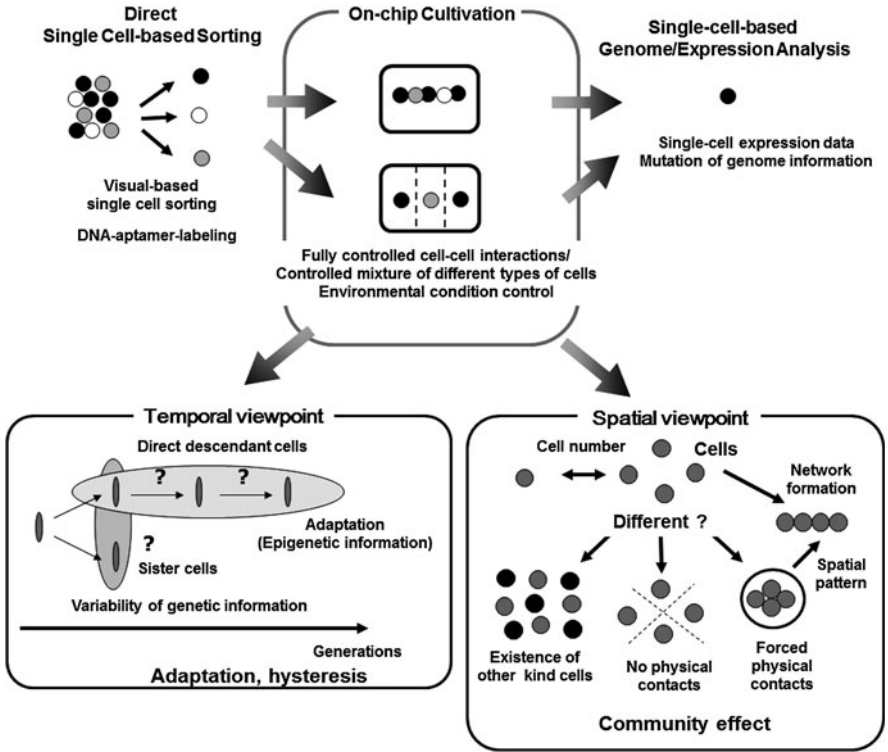 Direct
Single Cell-based Sorting
Visual-based
single cell sorting
DNA-aptamer-labeling
On-chip Cultivation
Fully controlled cell-cell interactions/
Controlled mixture of different types of cells
Environmental condition control
Single-cell-based
Genome/Expression Analysis
Single-cell expression data
Mutation of genome information
Temporal viewpoint
Direct descendant cells
?
?
?
Adaptation
(Epigenetic information)
Sister cells
Variability of genetic information
Generations
Adaptation, hysteresis
Spatial viewpoint
Cell number
Cells
Network
formation
Different ?
Spatial
pattern
Existence of
other kind cells
No physical
contacts
Forced
physical
contacts
Community effect